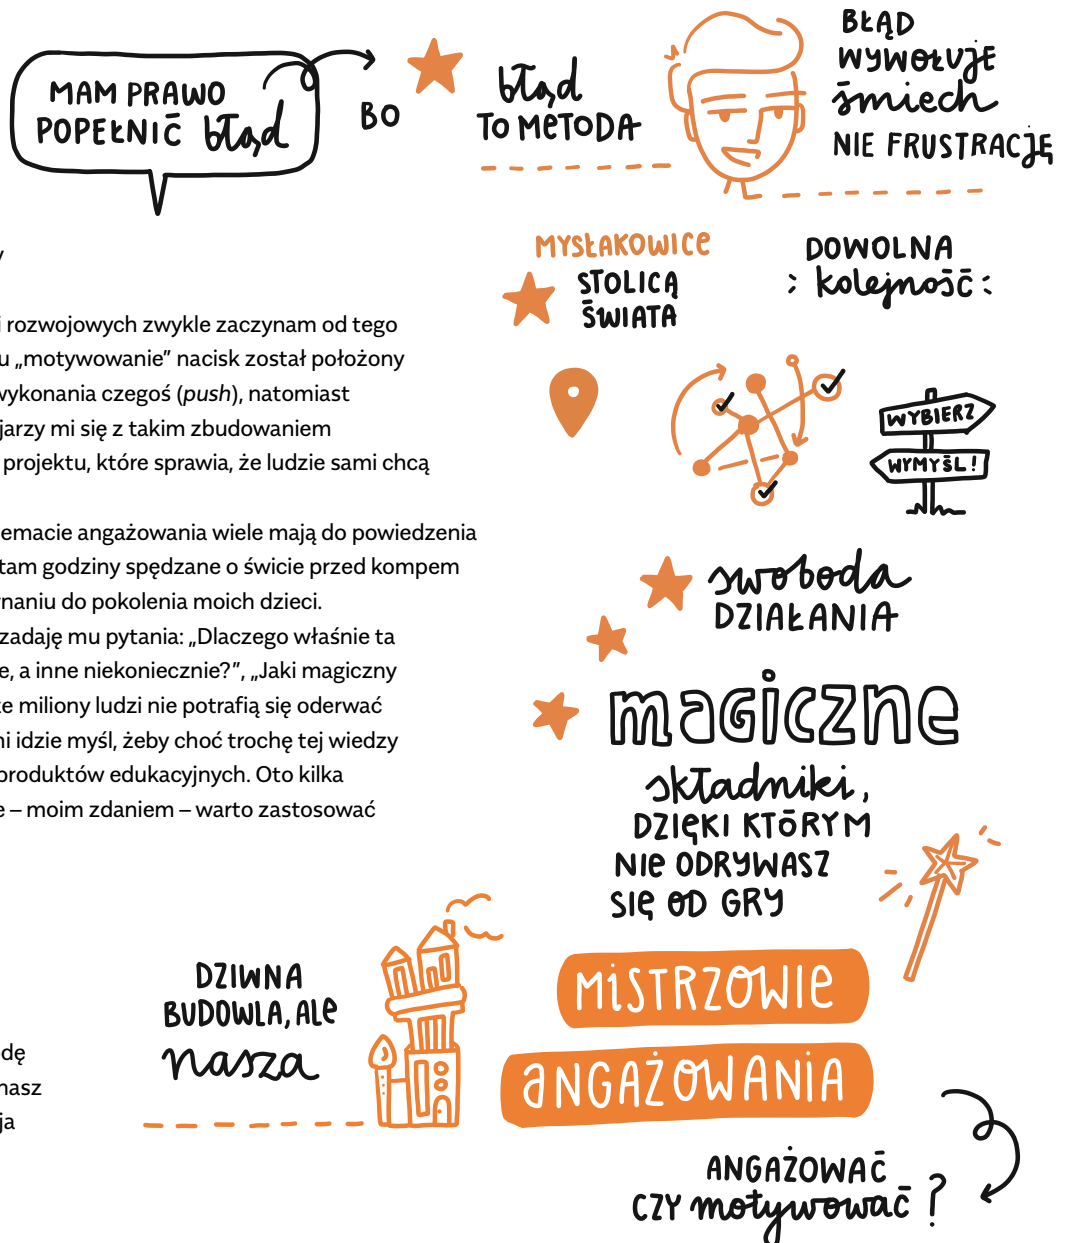 MAM PRAWO
POPEŁNIĆ błąd
BO
błąd
TO METODA
BŁĄD
WYWOŁUJE
śmiech
NIE FRUSTRACJĘ
MYSŁAKOWICE
STOLICĄ
ŚWIATA
DOWOLNA
kolejność
i rozwojowych zwykle zaczynam od tego
u „motywowanie” nacisk został położony
wykonania czegoś (push), natomiast
jarzy mi się z takim zbudowaniem
projektu, które sprawia, że ludzie sami chcą
WYBIERZ
WYMYŚL!
emacie angażowania wiele mają do powiedzenia
tam godziny spędzane o świcie przed kompem
wnaniu do pokolenia moich dzieci.
zadaję mu pytania: „Dlaczego właśnie ta
e, a inne niekoniecznie?”, „Jaki magiczny
że miliony ludzi nie potrafią się oderwać
ni idzie myśl, żeby choć trochę tej wiedzy
produktów edukacyjnych. Oto kilka
e – moim zdaniem – warto zastosować
swoboda
DZIAŁANIA
MAGICZNE
składniki,
DZIĘKI KTÓRYM
NIE ODRYWASZ
SIĘ OD GRY
DZIWNA
BUDOWLA, ALE
nasza
MISTRZOWIE
ANGAŻOWANIA
dę
nasz
ja
ANGAŻOWAĆ
CZY motywować?